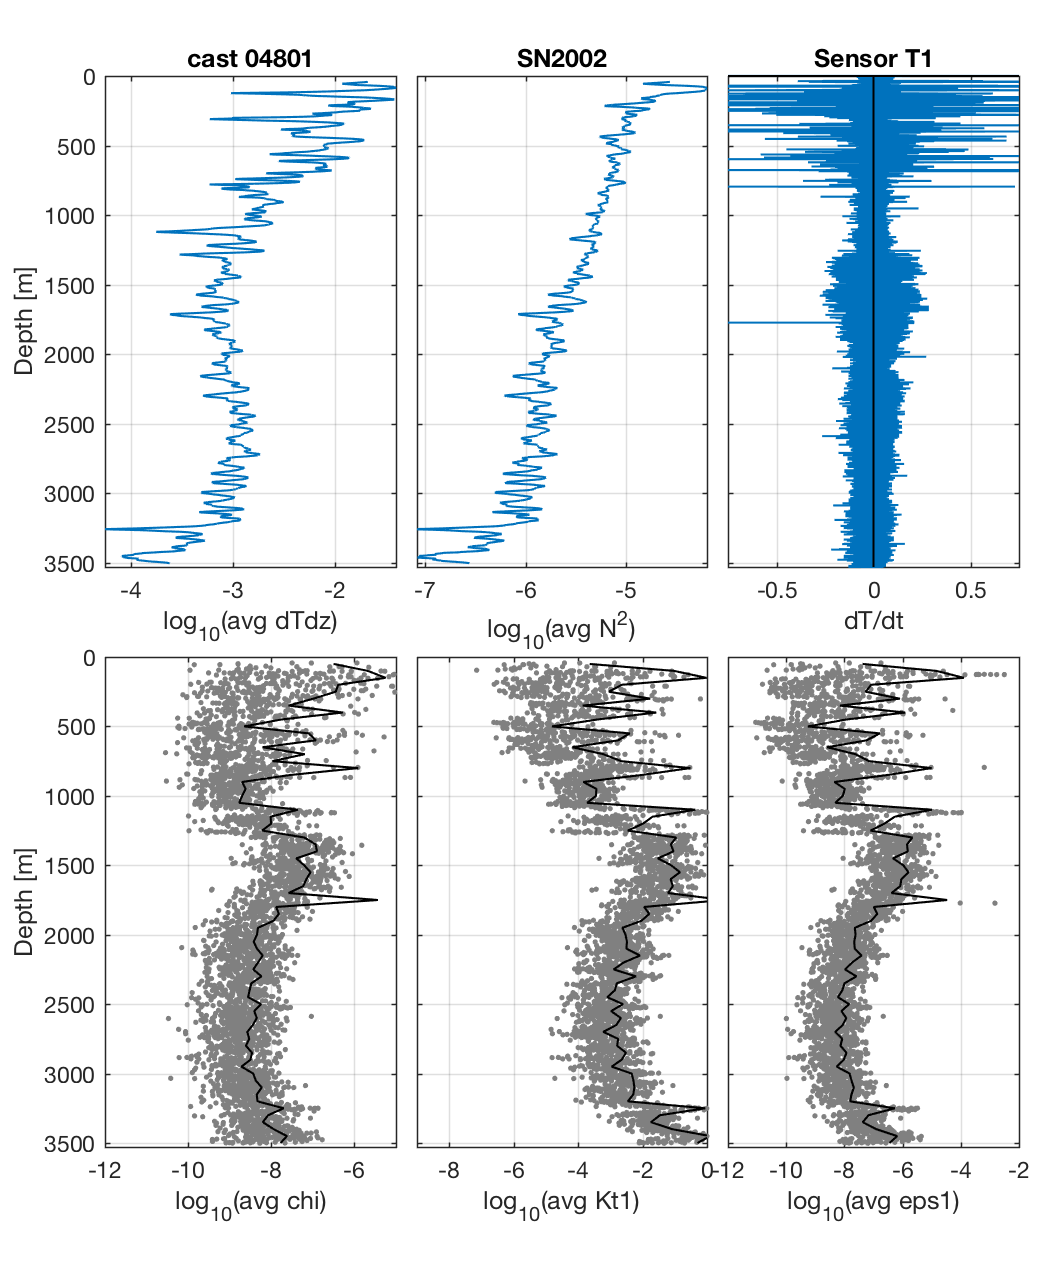 cast 04801
SN2002
Sensor T1
0
500
1000
1500
2000
2500
3000
3500
Depth [m]
-4 -3 -2
log10(avg dTdz)
-7 -6 -5
log10(avg N2)
-0.5 0 0.5
dT/dt
0
500
1000
1500
2000
2500
3000
3500
Depth [m]
-12 -10 -8 -6
log10(avg chi)
-8 -6 -4 -2 0
log10(avg Kt1)
-12 -10 -8 -6 -4 -2
log10(avg eps1)